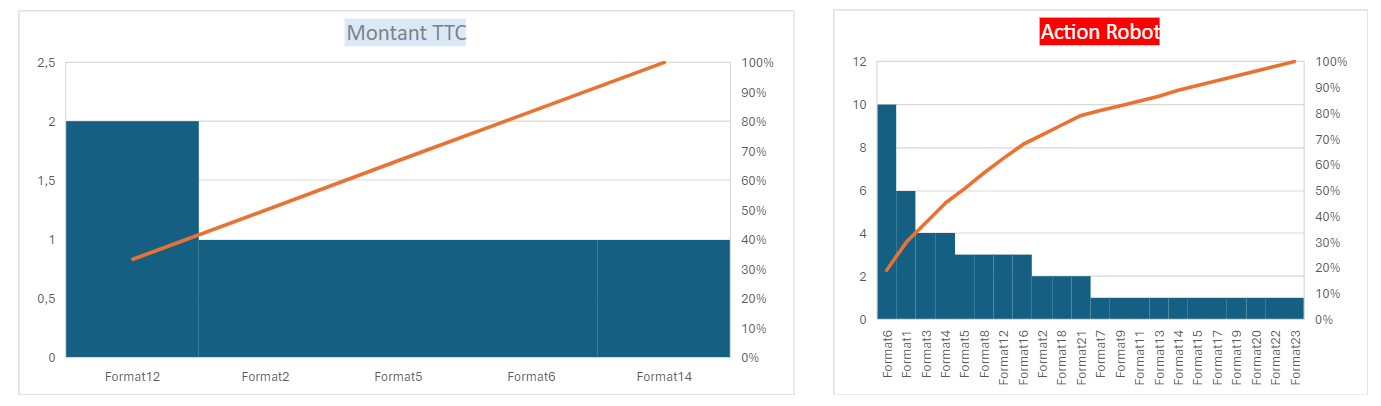 Montant TTC
2,5
2
1,5
1
0,5
0
100%
90%
80%
70%
60%
50%
40%
30%
20%
10%
0%
Format12 Format2 Format5 Format6 Format14
Action Robot
12
10
8
6
4
2
0
100%
90%
80%
70%
60%
50%
40%
30%
20%
10%
0%
Format6
Format1
Format3
Format4
Format5
Format8
Format12
Format16
Format2
Format18
Format21
Format7
Format9
Format11
Format13
Format14
Format15
Format17
Format19
Format20
Format22
Format23